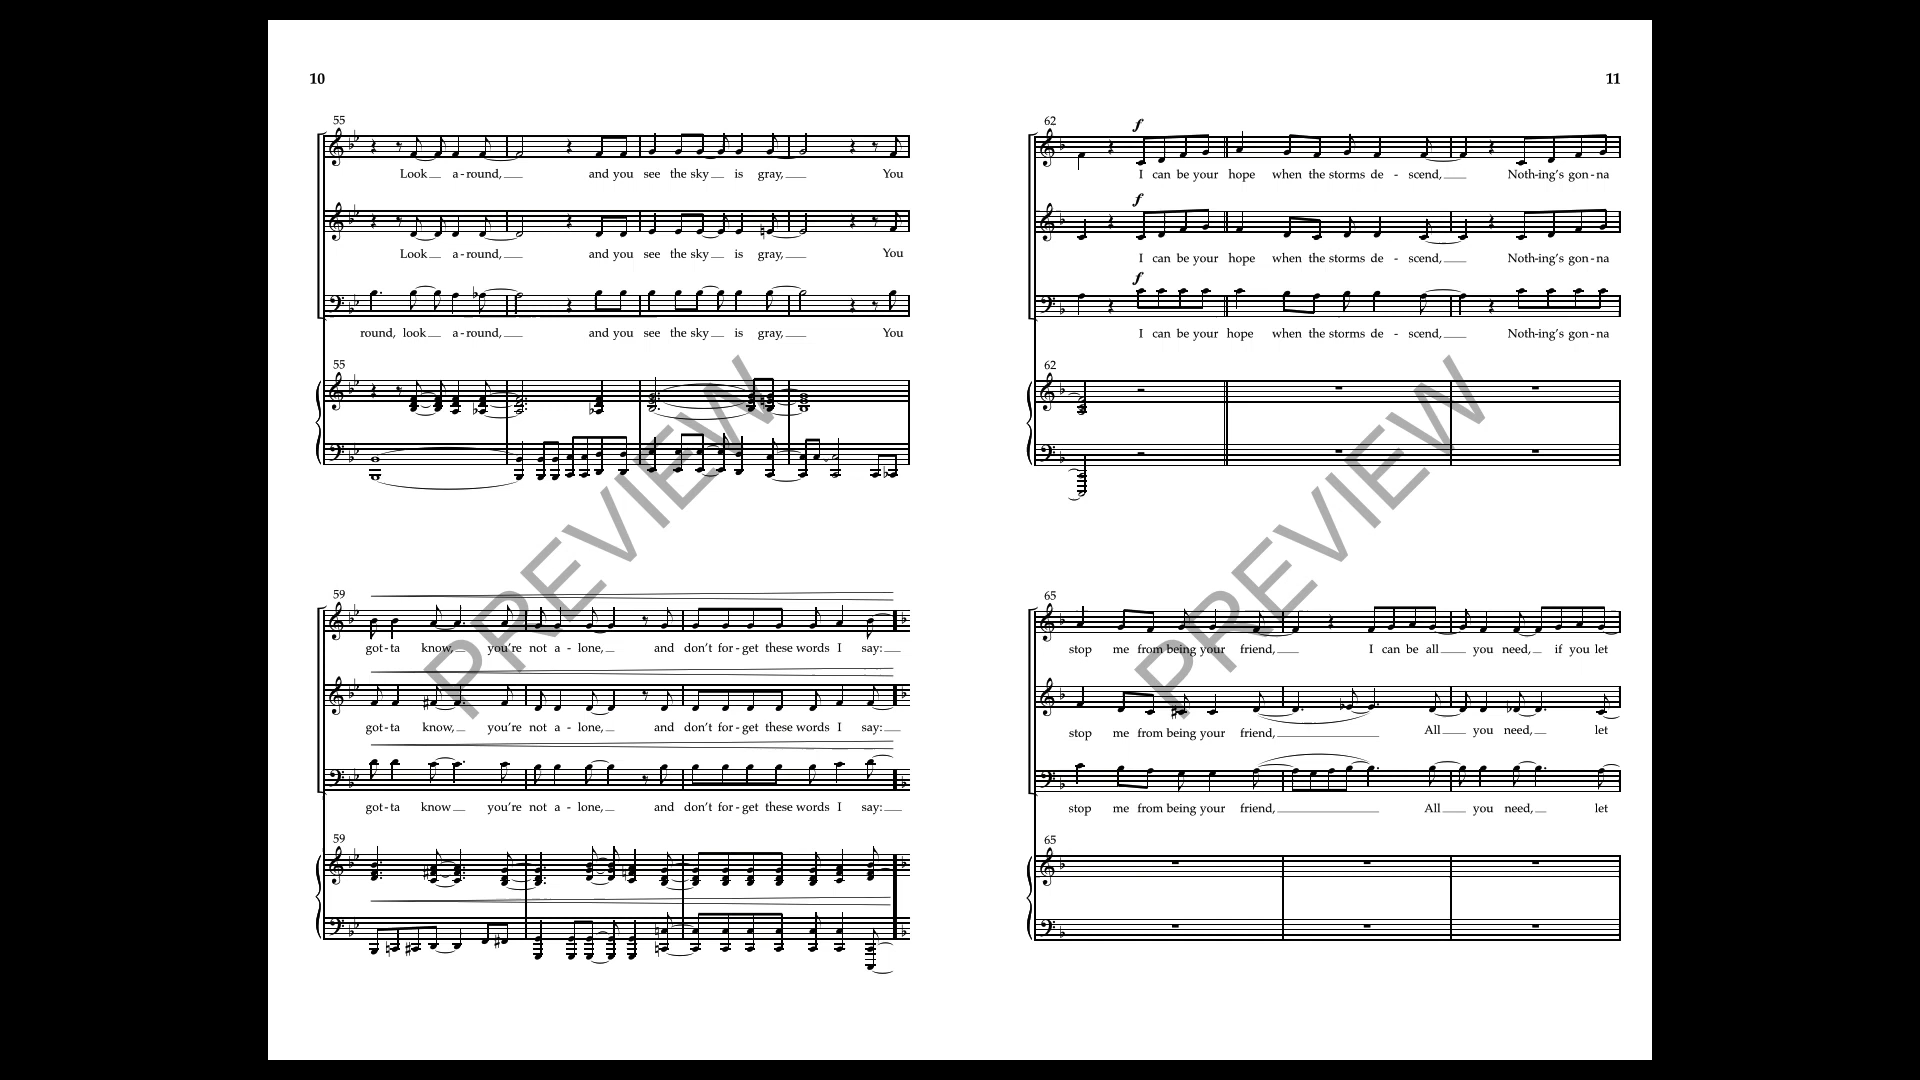 10
55
Look a-round, and you see the sky is gray, You
Look a-round, and you see the sky is gray, You
round, look a-round, and you see the sky is gray, You
55
59
got-ta know, you're not a - lone, and don't for-get these words I say:
got-ta know, you're not a - lone, and don't for-get these words I say:
got-ta know you're not a - lone, and don't for-get these words I say:
59
PREVIEW
11
62
f
I can be your hope when the storms de - scend, Noth-ing's gon-na
f
I can be your hope when the storms de - scend, Noth-ing's gon-na
f
I can be your hope when the storms de - scend, Noth-ing's gon-na
62
65
stop me from being your friend, I can be all you need, if you let
stop me from being your friend, All you need, let
stop me from being your friend, All you need, let
65
PREVIEW